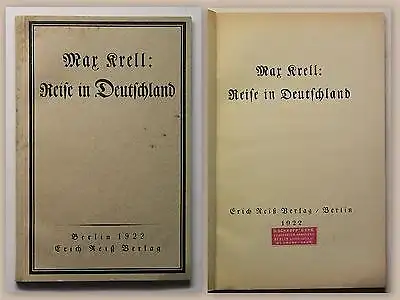 Max Krell:
Reise in Deutschland
Berlin 1922
Erich Reiß Verlag
Max Krell:
Reise in Deutschland
Erich Reiß Verlag / Berlin
1922